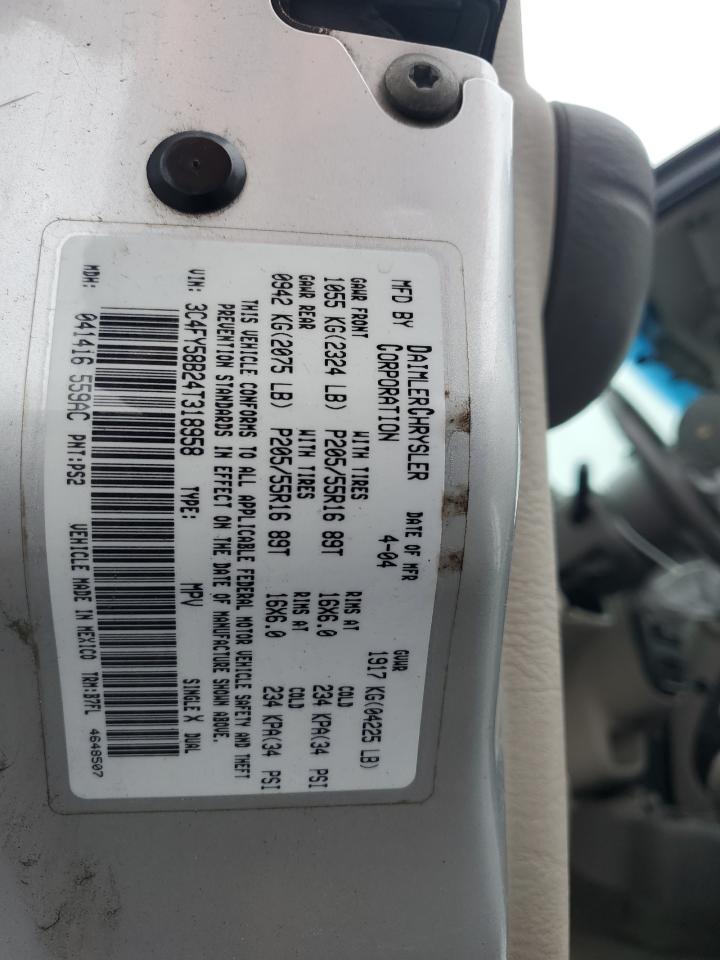 MFD BY DAIMLERCHRYSLER CORPORATION DATE OF MFR 4-04 GVWR 1917 KG(04225 LB)
GAWR FRONT WITH TIRES RIMS AT COLD
1055 KG(2324 LB) P205/55R16 89T 16X6.0 234 KPA(34 PSI
GAWR REAR WITH TIRES RIMS AT COLD
0942 KG(2075 LB) P205/55R16 89T 16X6.0 234 KPA(34 PSI
THIS VEHICLE CONFORMS TO ALL APPLICABLE FEDERAL MOTOR VEHICLE SAFETY AND THEFT
PREVENTION STANDARDS IN EFFECT ON THE DATE OF MANUFACTURE SHOWN ABOVE.
VIN: 3C4FY58B24T318958 TYPE: MPV SINGLE X DUAL
MDH: 041416 559AC PNT:PS2 VEHICLE MADE IN MEXICO TRM:B7FL 4648507